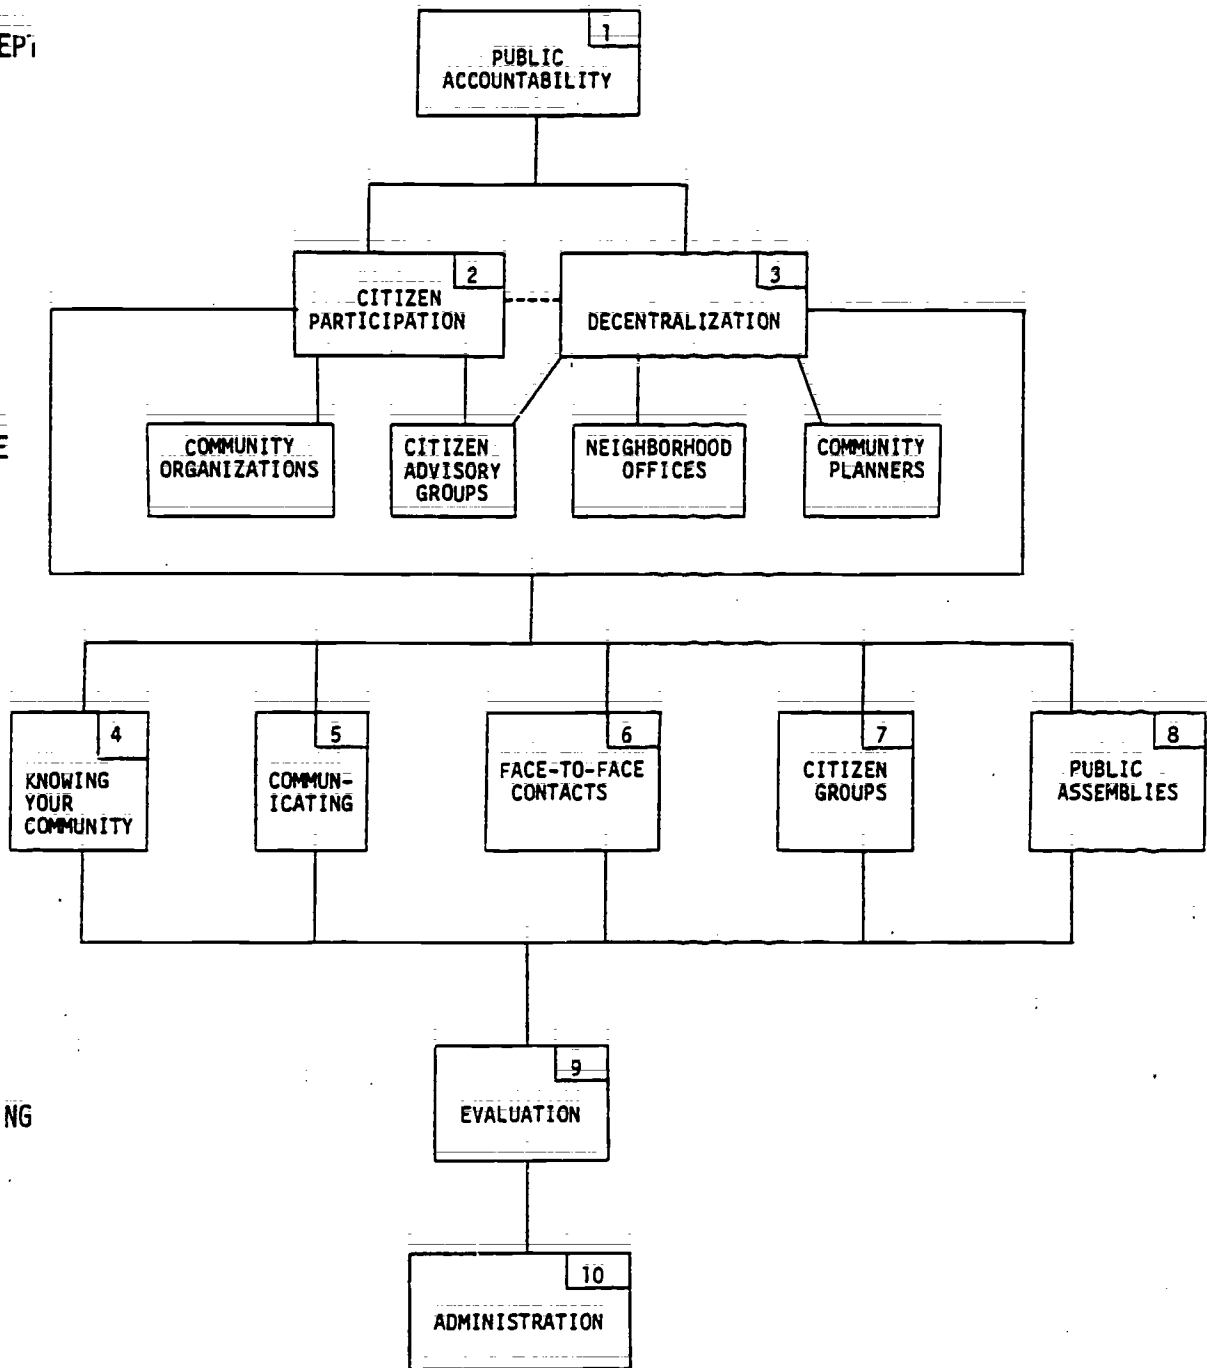 EPT
1
PUBLIC
ACCOUNTABILITY
2
CITIZEN
PARTICIPATION
3
DECENTRALIZATION
E
COMMUNITY
ORGANIZATIONS
CITIZEN
ADVISORY
GROUPS
NEIGHBORHOOD
OFFICES
COMMUNITY
PLANNERS
4
KNOWING
YOUR
COMMUNITY
5
COMMUN-
ICATING
6
FACE-TO-FACE
CONTACTS
7
CITIZEN
GROUPS
8
PUBLIC
ASSEMBLIES
9
EVALUATION
NG
10
ADMINISTRATION